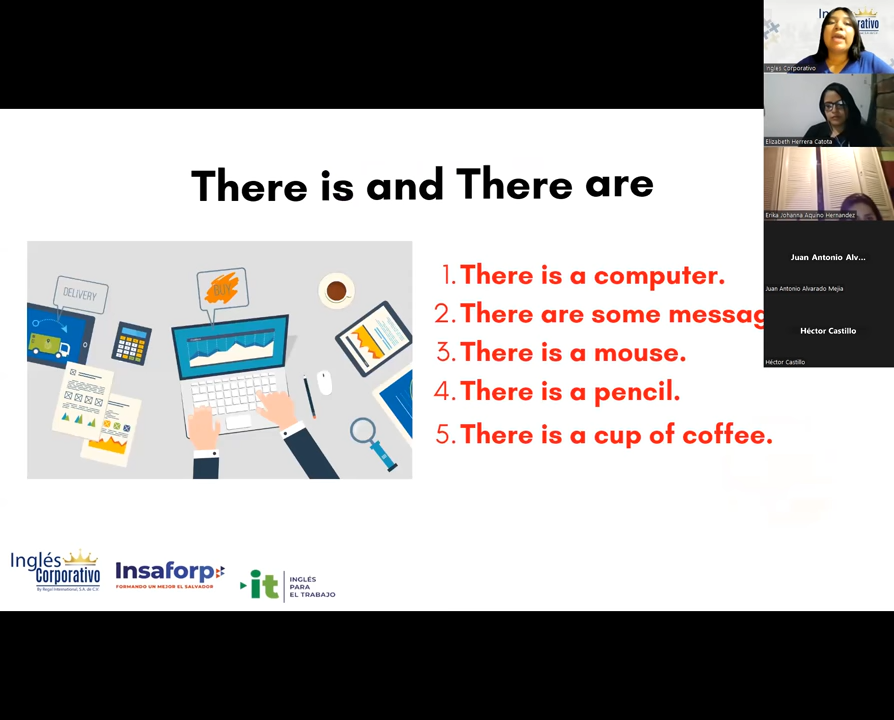 There is and There are
DELIVERY
BUY
1. There is a computer.
2. There are some messag
3. There is a mouse.
4. There is a pencil.
5. There is a cup of coffee.
Inglés
Corporativo
Insaforp
FORMANDO UN MEJOR EL SALVADOR
it
INGLÉS
PARA
EL TRABAJO
Inglés Corporativo
Elizabeth Herrera Catota
Erika Johanna Aquino Hernandez
Juan Antonio Alv...
Juan Antonio Alvarado Mejia
Héctor Castillo
Héctor Castillo